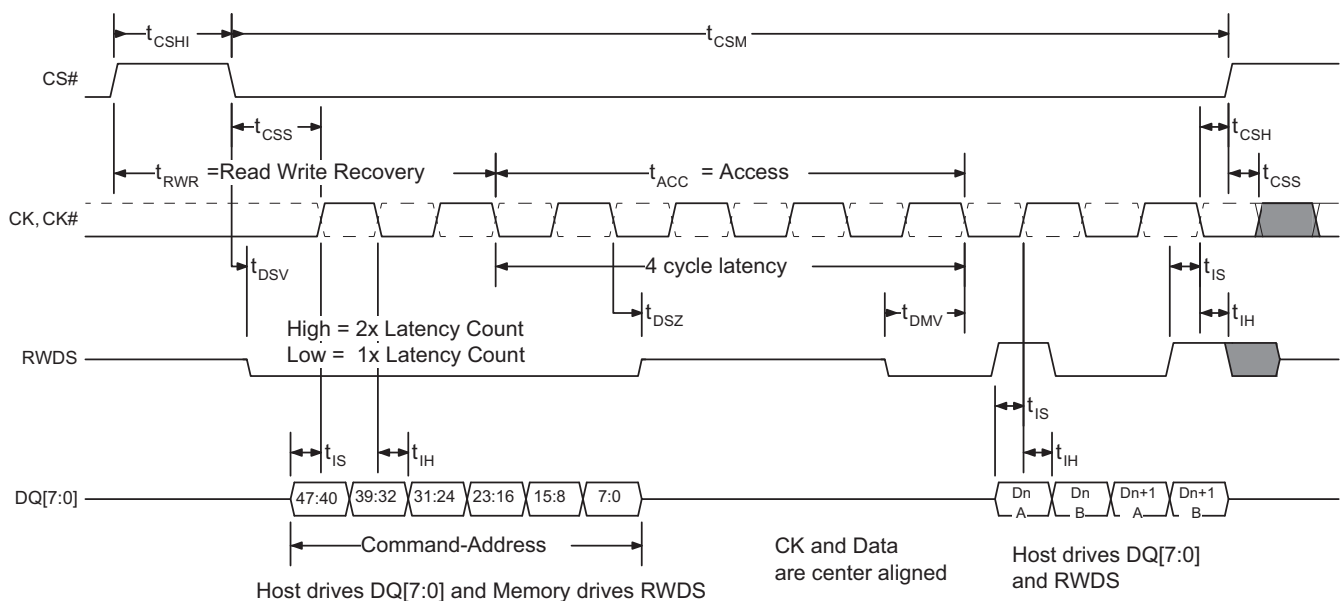 tCSHI
tCSM
CS#
tCSS
tCSH
tRWR =Read Write Recovery
tACC = Access
tCSS
CK, CK#
tDSV
4 cycle latency
tIS
High = 2x Latency Count
Low = 1x Latency Count
tDSZ
tDMV
tIH
RWDS
tIS
tIS
tIH
tIH
DQ[7:0]
47:40 39:32 31:24 23:16 15:8 7:0
Dn A
Dn B
Dn+1 A
Dn+1 B
Command-Address
CK and Data
are center aligned
Host drives DQ[7:0]
and RWDS
Host drives DQ[7:0] and Memory drives RWDS